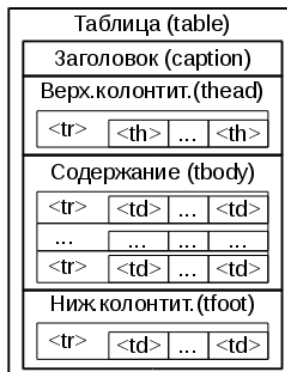 Таблица (table)
Заголовок (caption)
Верх.колонтит.(thead)
<tr> <th> ... <th>
Содержание (tbody)
<tr> <td> ... <td>
... ... ... ...
<tr> <td> ... <td>
Ниж.колонтит.(tfoot)
<tr> <td> ... <td>